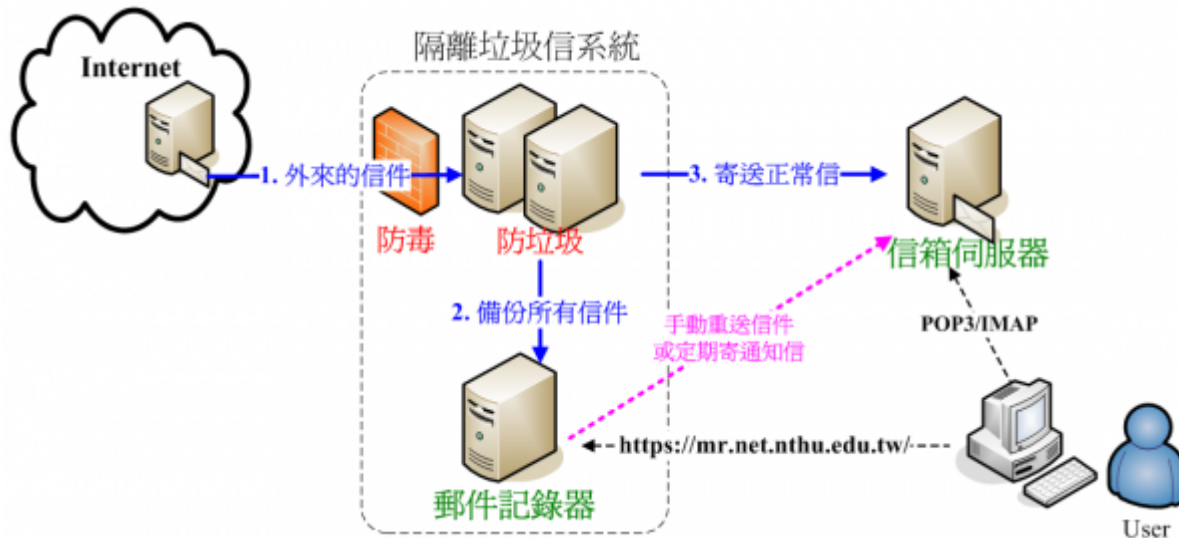 隔離垃圾信系統
Internet
1. 外來的信件
3. 寄送正常信
防毒
防垃圾
信箱伺服器
2. 備份所有信件
手動重送信件
或定期寄通知信
POP3/IMAP
https://mr.net.nthu.edu.tw/
郵件記錄器
User